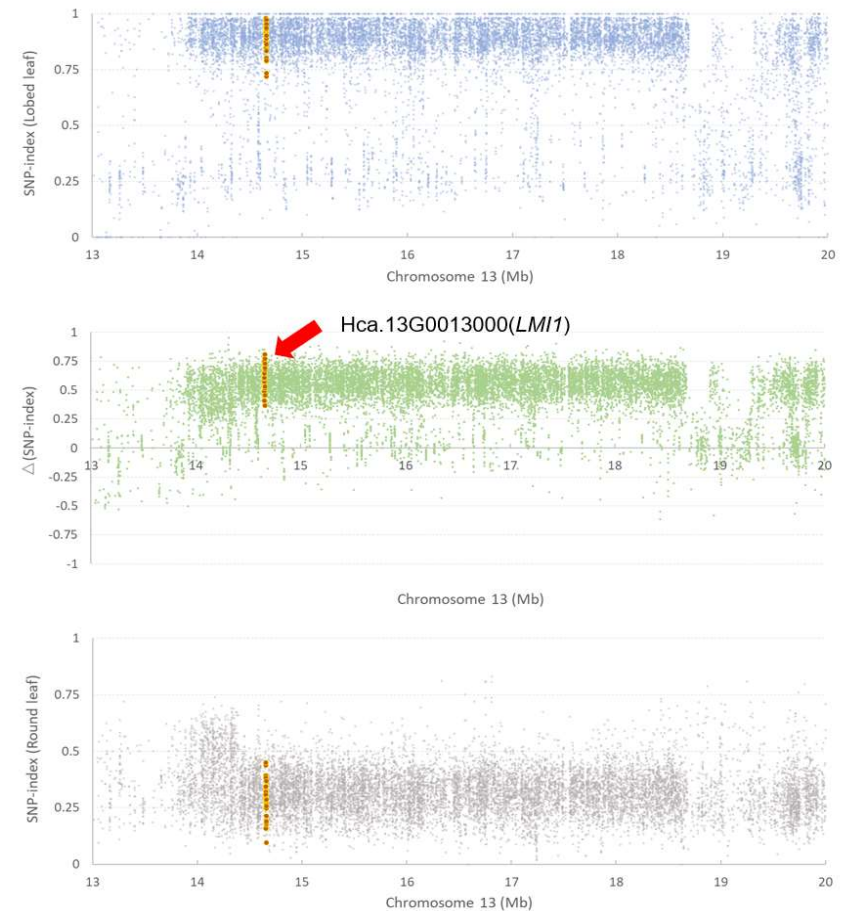 1
0.75
0.5
0.25
0
SNP-index (Lobed leaf)
13 14 15 16 17 18 19 20
Chromosome 13 (Mb)
Hca.13G0013000(LMI1)
1
0.75
0.5
0.25
0
-0.25
-0.5
-0.75
-1
△(SNP-index)
13 14 15 16 17 18 19 20
Chromosome 13 (Mb)
1
0.75
0.5
0.25
0
SNP-index (Round leaf)
13 14 15 16 17 18 19 20
Chromosome 13 (Mb)